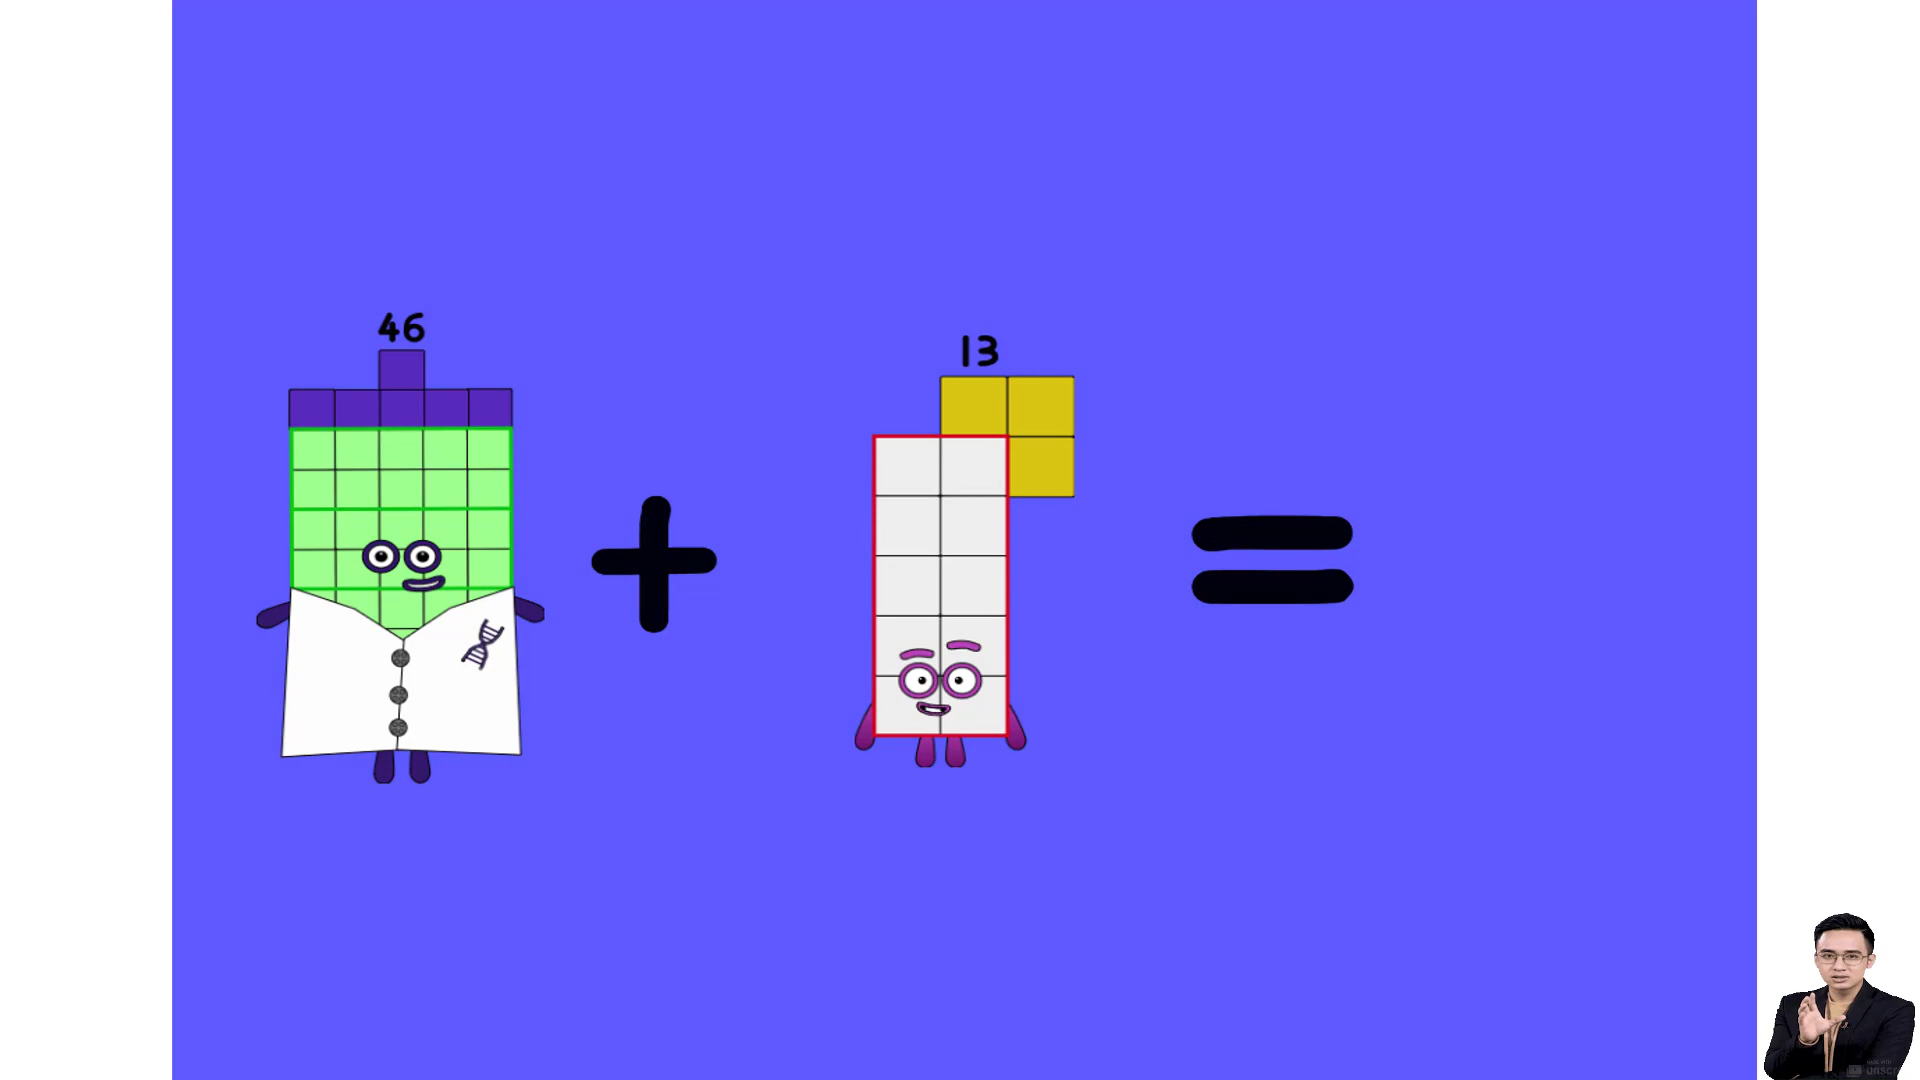 46
13
+
=